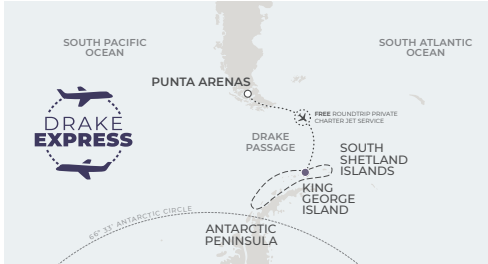 SOUTH PACIFIC
OCEAN
SOUTH ATLANTIC
OCEAN
PUNTA ARENAS
FREE ROUNDTRIP PRIVATE
CHARTER JET SERVICE
DRAKE
EXPRESS
DRAKE
PASSAGE
SOUTH
SHETLAND
ISLANDS
KING
GEORGE
ISLAND
66° 33' ANTARCTIC CIRCLE
ANTARCTIC
PENINSULA